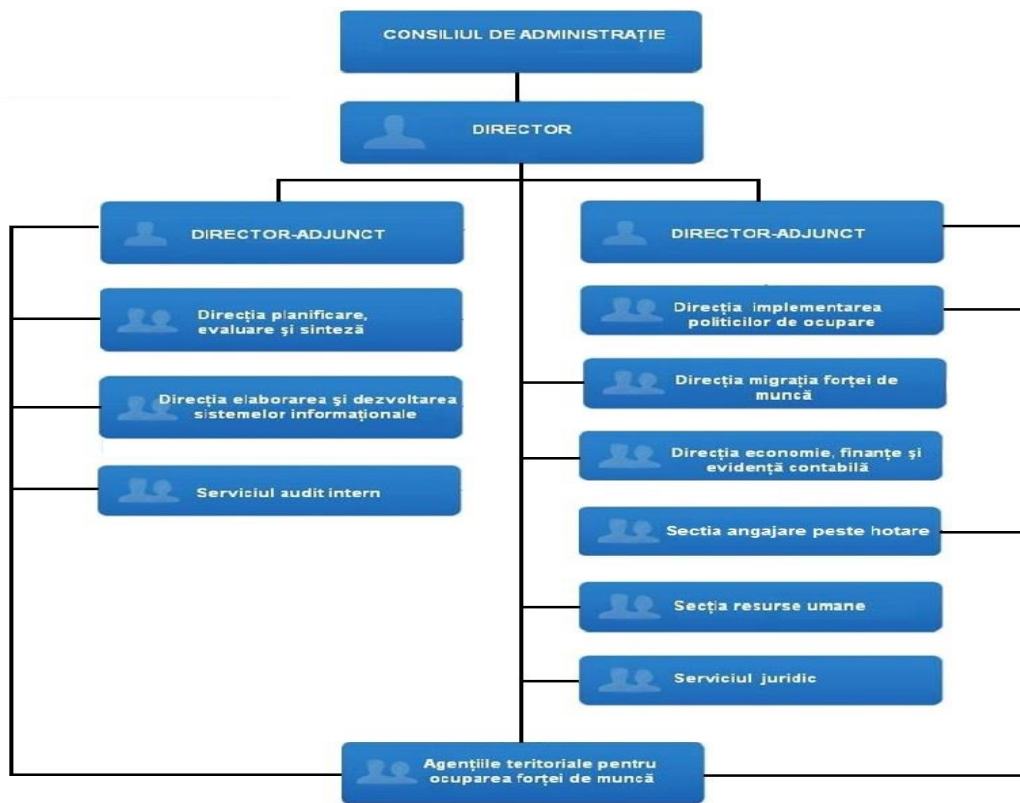 CONSILIUL DE ADMINISTRAȚIE
DIRECTOR
DIRECTOR-ADJUNCT
Direcția planificare,
evaluare și sinteză
Direcția elaborarea și dezvoltarea
sistemelor informaționale
Serviciul audit intern
DIRECTOR-ADJUNCT
Direcția implementarea
politicilor de ocupare
Direcția migrația forței de
muncă
Direcția economie, finanțe și
evidență contabilă
Sectia angajare peste hotare
Secția resurse umane
Serviciul juridic
Agențiile teritoriale pentru
ocuparea forței de muncă